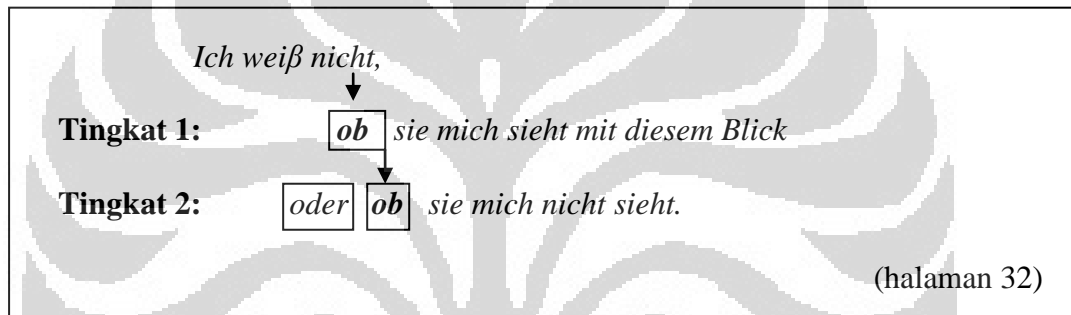 Ich weiβ nicht,
Tingkat 1: ob sie mich sieht mit diesem Blick
Tingkat 2: oder ob sie mich nicht sieht.
(halaman 32)